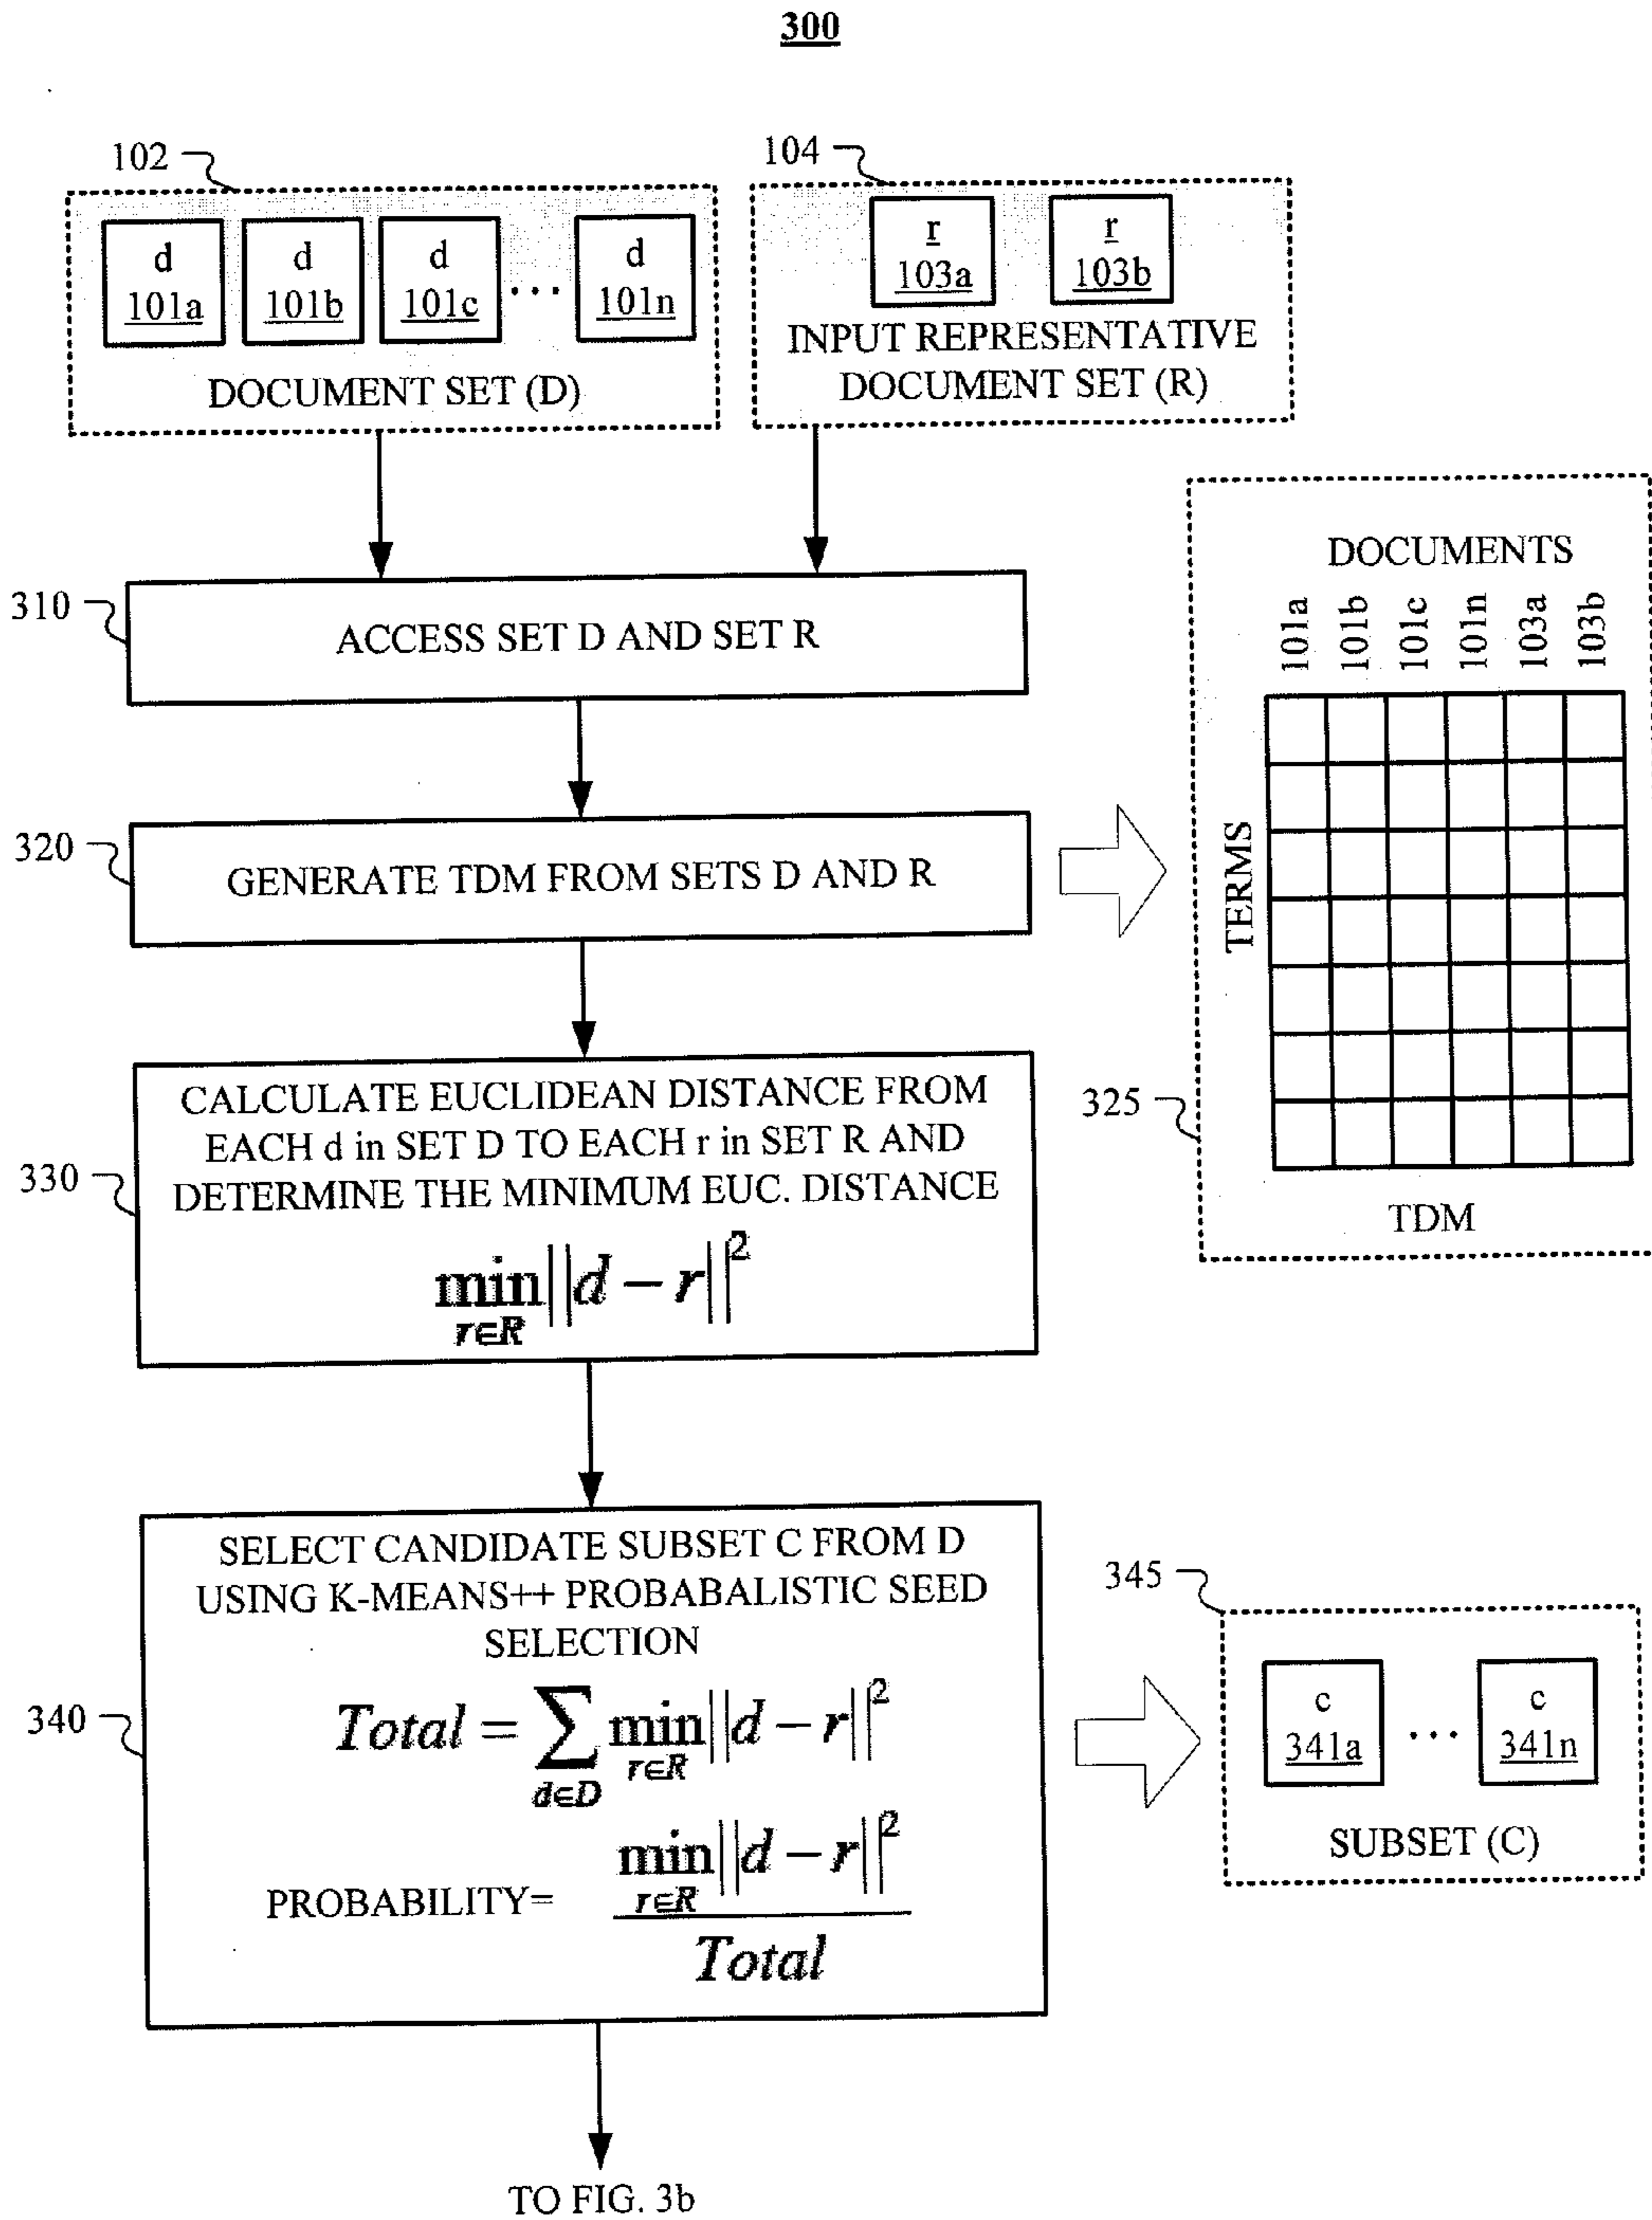 300
102
104
d
101a
d
101b
d
101c
...
d
101n
DOCUMENT SET (D)
r
103a
r
103b
INPUT REPRESENTATIVE
DOCUMENT SET (R)
310
ACCESS SET D AND SET R
320
GENERATE TDM FROM SETS D AND R
DOCUMENTS
101a
101b
101c
101n
103a
103b
TERMS
TDM
325
330
CALCULATE EUCLIDEAN DISTANCE FROM
EACH d in SET D TO EACH r in SET R AND
DETERMINE THE MINIMUM EUC. DISTANCE
min r∈R ||d − r||²
340
SELECT CANDIDATE SUBSET C FROM D
USING K-MEANS++ PROBABALISTIC SEED
SELECTION
Total = ∑ d∈D min r∈R ||d − r||²
PROBABILITY=
min r∈R ||d − r||²
Total
345
c
341a
...
c
341n
SUBSET (C)
TO FIG. 3b